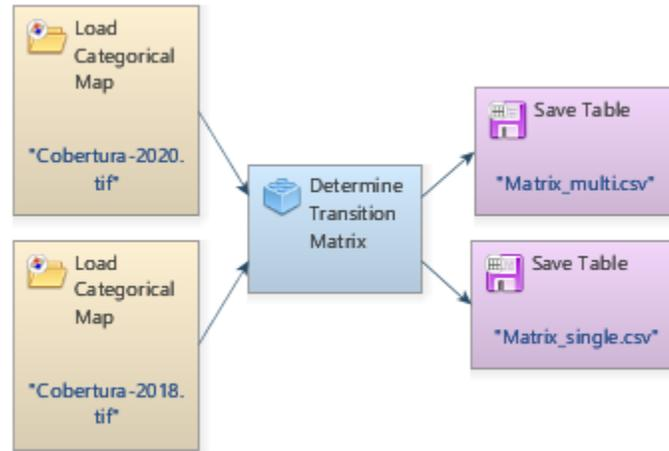 Load
Categorical
Map
"Cobertura-2020.
tif"
Load
Categorical
Map
"Cobertura-2018.
tif"
Determine
Transition
Matrix
Save Table
"Matrix_multi.csv"
Save Table
"Matrix_single.csv"